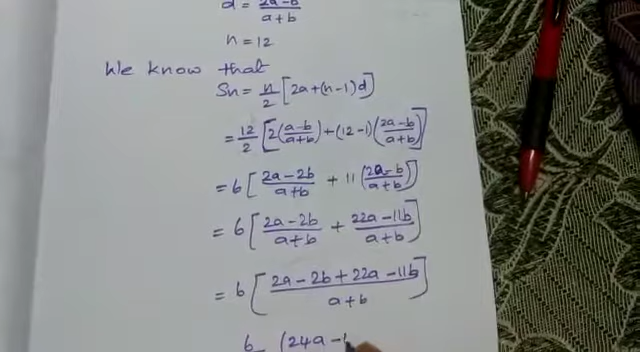 d = 2a-b / a+b
n = 12
We know that
Sn = n/2 [2a+(n-1)d]
= 12/2 [2(a-b/a+b)+(12-1)(2a-b/a+b)]
= 6 [2a-2b/a+b + 11(2a-b/a+b)]
= 6 [2a-2b/a+b + 22a-11b/a+b]
= 6 [2a-2b+22a-11b / a+b]
6 (24a -